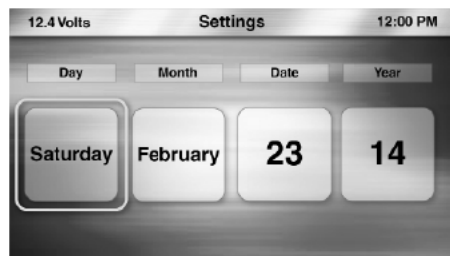 12.4 Volts Settings 12:00 PM
Day Month Date Year
Saturday February 23 14